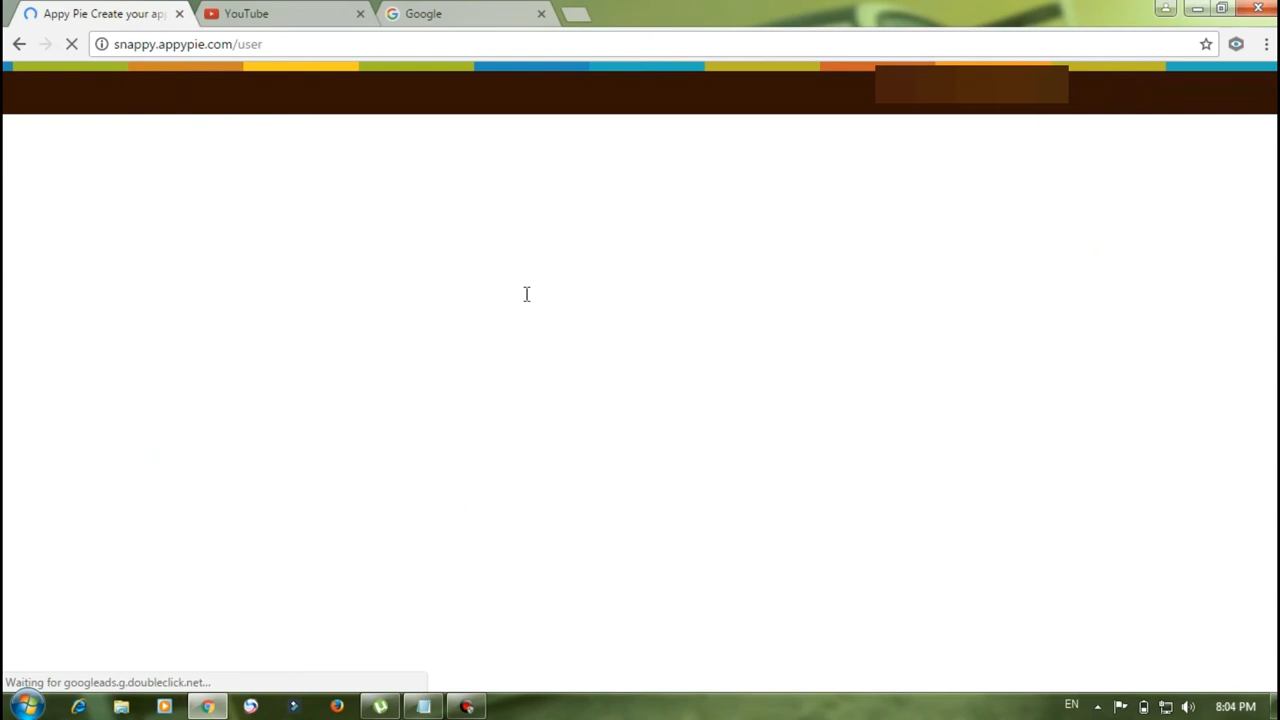 Appy Pie Create your app
YouTube
Google
snappy.appypie.com/user
Waiting for googleads.g.doubleclick.net...
EN
8:04 PM